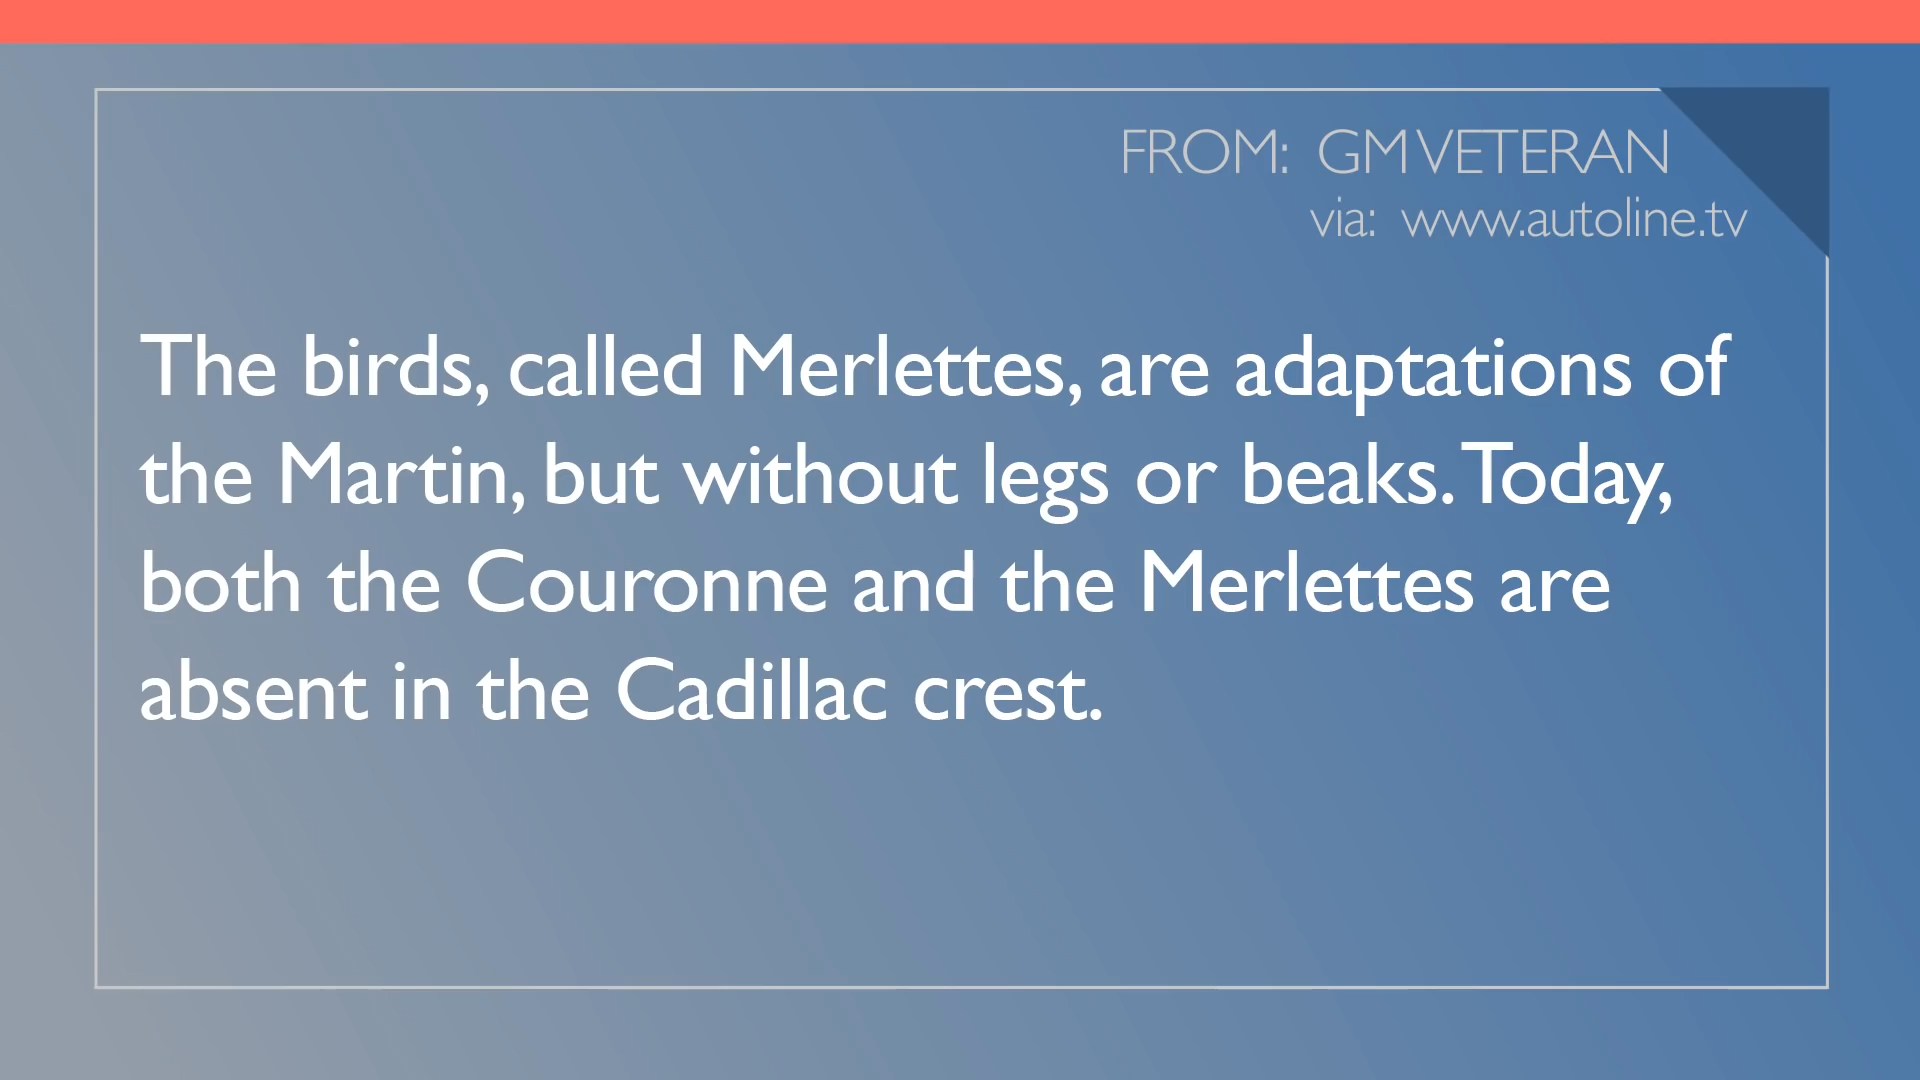 FROM: GM VETERAN
via: www.autoline.tv
The birds, called Merlettes, are adaptations of
the Martin, but without legs or beaks. Today,
both the Couronne and the Merlettes are
absent in the Cadillac crest.